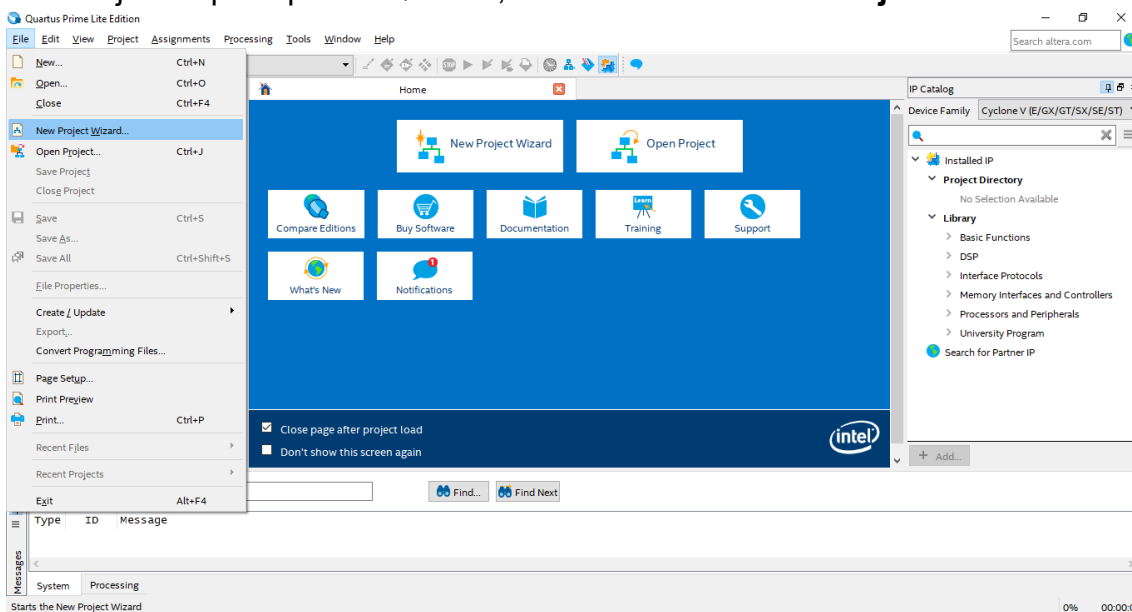 Quartus Prime Lite Edition
File Edit View Project Assignments Processing Tools Window Help
Search altera.com
New... Ctrl+N
Open... Ctrl+O
Close Ctrl+F4
New Project Wizard...
Open Project... Ctrl+J
Save Project
Close Project
Save Ctrl+S
Save As...
Save All Ctrl+Shift+S
File Properties...
Create / Update
Export...
Convert Programming Files...
Page Setup...
Print Preview
Print... Ctrl+P
Recent Files
Recent Projects
Exit Alt+F4
Home
New Project Wizard Open Project
Compare Editions Buy Software Documentation Training Support
Learn
1
What's New Notifications
Close page after project load
Don't show this screen again
intel
IP Catalog
Device Family Cyclone V (E/GX/GT/SX/SE/ST)
Installed IP
Project Directory
No Selection Available
Library
Basic Functions
DSP
Interface Protocols
Memory Interfaces and Controllers
Processors and Peripherals
University Program
Search for Partner IP
+ Add...
Find... Find Next
Type ID Message
Messages
System Processing
Starts the New Project Wizard 0% 00:00:0